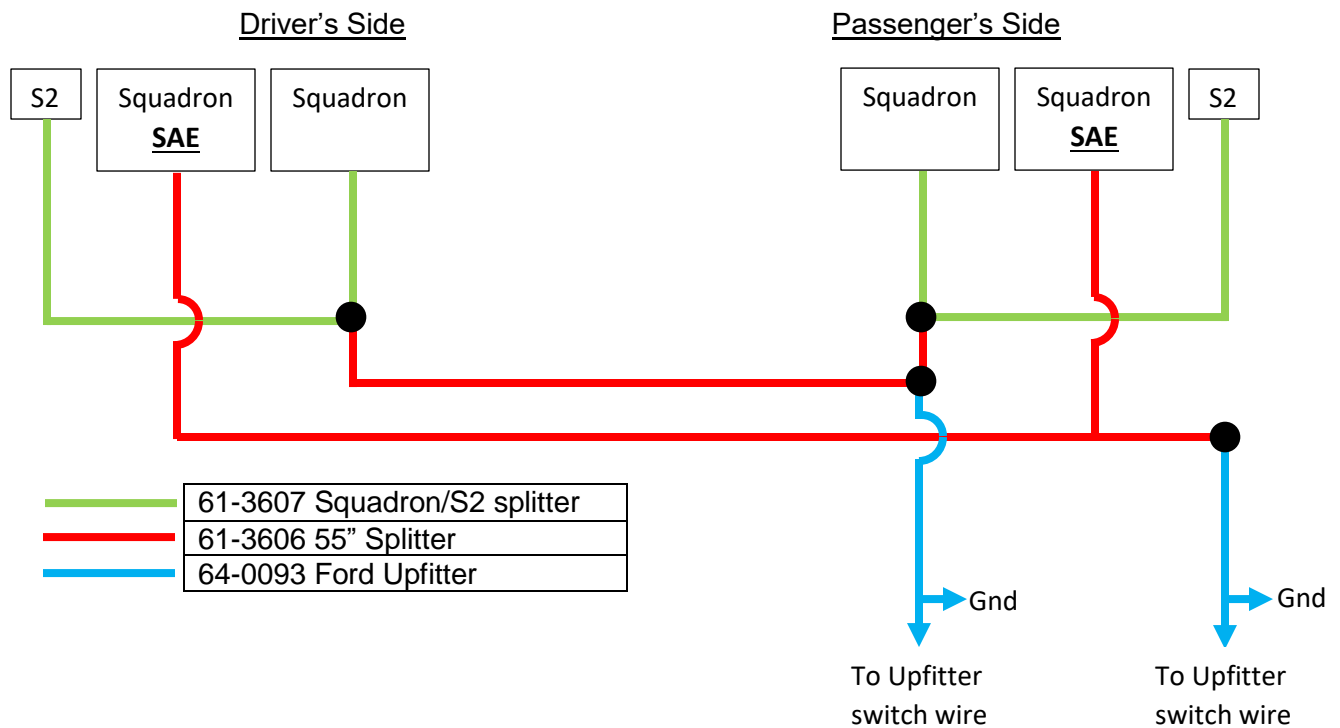 Driver’s Side
Passenger’s Side
S2
Squadron
SAE
Squadron
Squadron
Squadron
SAE
S2
61-3607 Squadron/S2 splitter
61-3606 55” Splitter
64-0093 Ford Upfitter
Gnd
Gnd
To Upfitter
switch wire
To Upfitter
switch wire